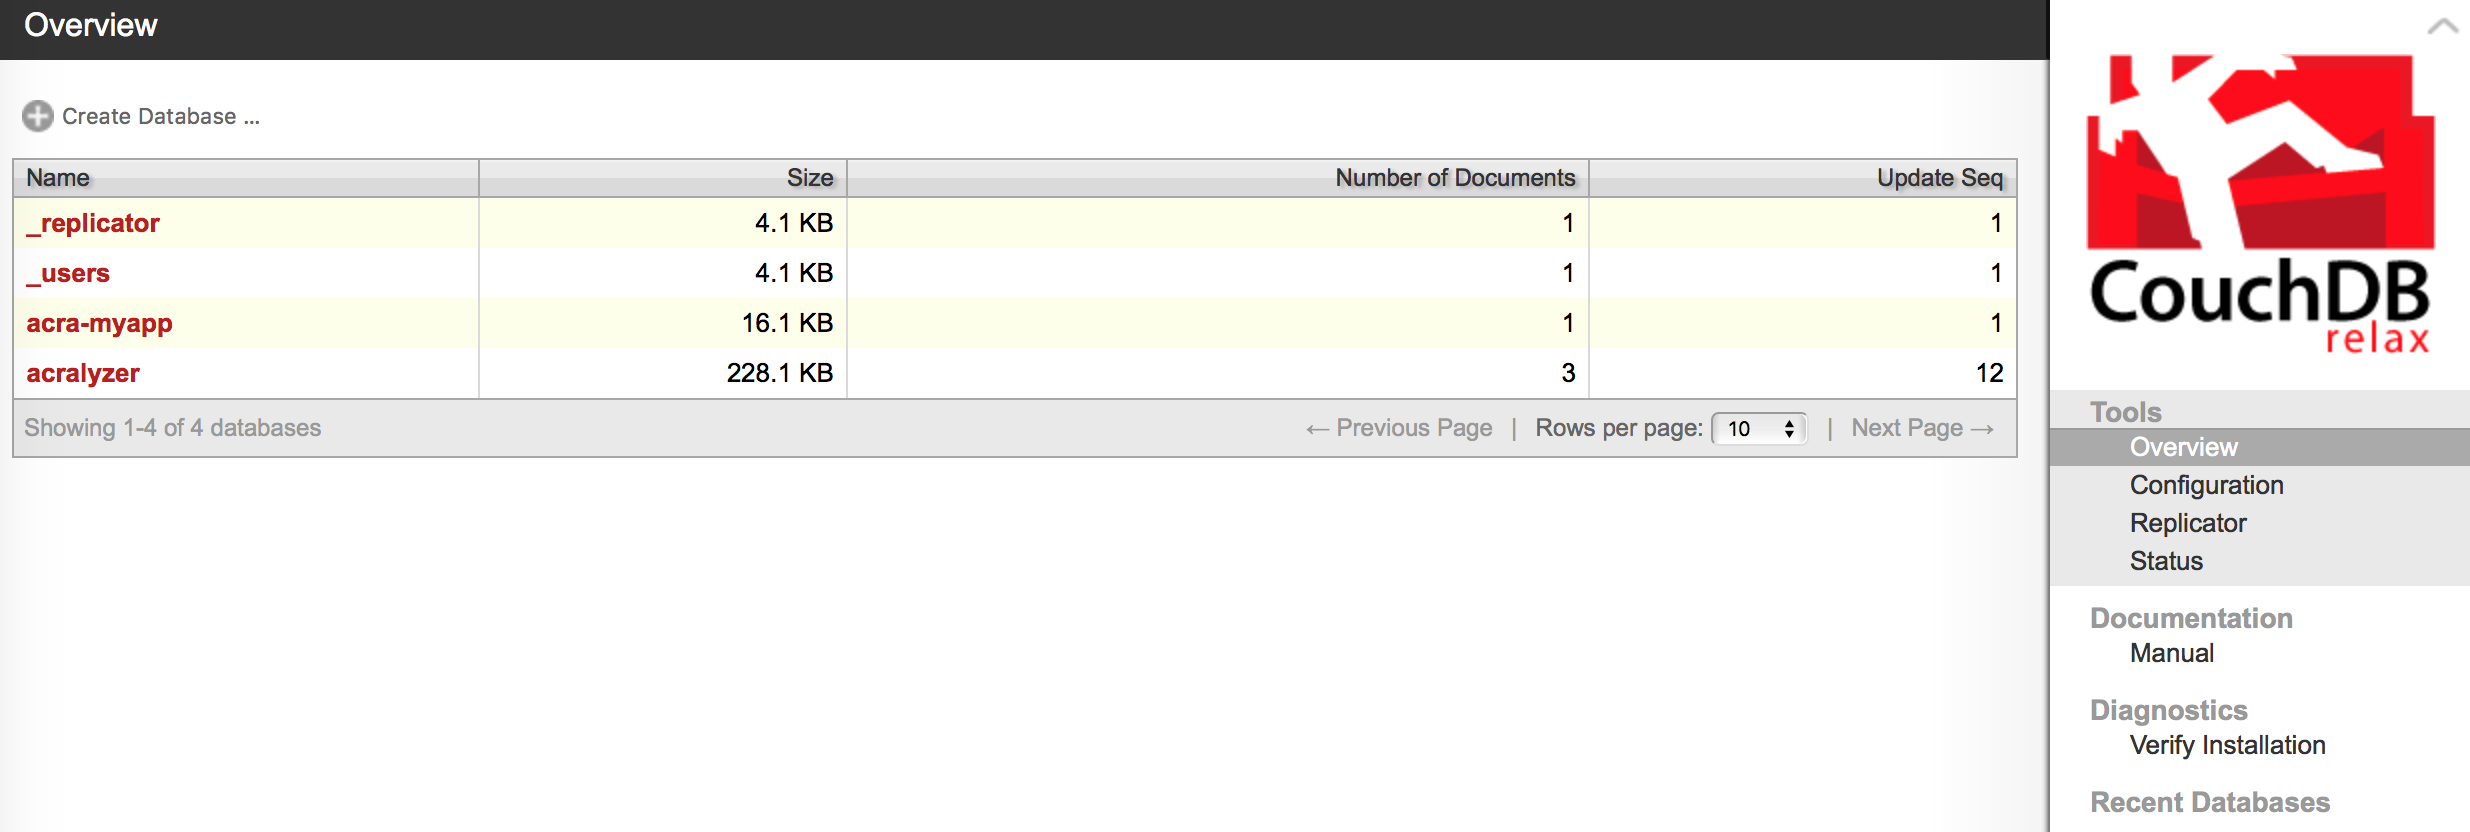 Overview
Create Database ...
Name Size Number of Documents Update Seq
_replicator 4.1 KB 1 1
_users 4.1 KB 1 1
acra-myapp 16.1 KB 1 1
acralyzer 228.1 KB 3 12
Showing 1-4 of 4 databases ← Previous Page | Rows per page: 10 | Next Page →
CouchDB
relax
Tools
Overview
Configuration
Replicator
Status
Documentation
Manual
Diagnostics
Verify Installation
Recent Databases